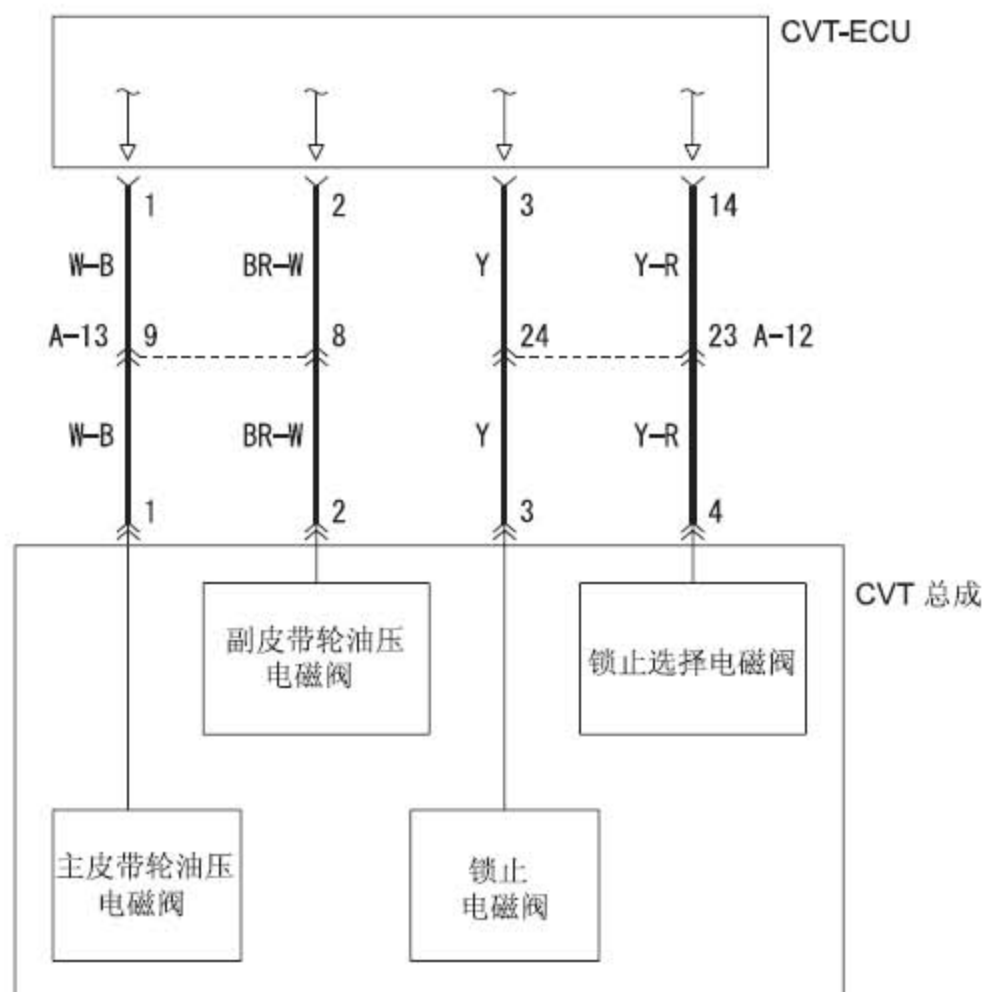 CVT-ECU
1 2 3 14
W-B BR-W Y Y-R
A-13 9 8 24 23 A-12
W-B BR-W Y Y-R
1 2 3 4
CVT 总成
副皮带轮油压
电磁阀
锁止选择电磁阀
主皮带轮油压
电磁阀
锁止
电磁阀